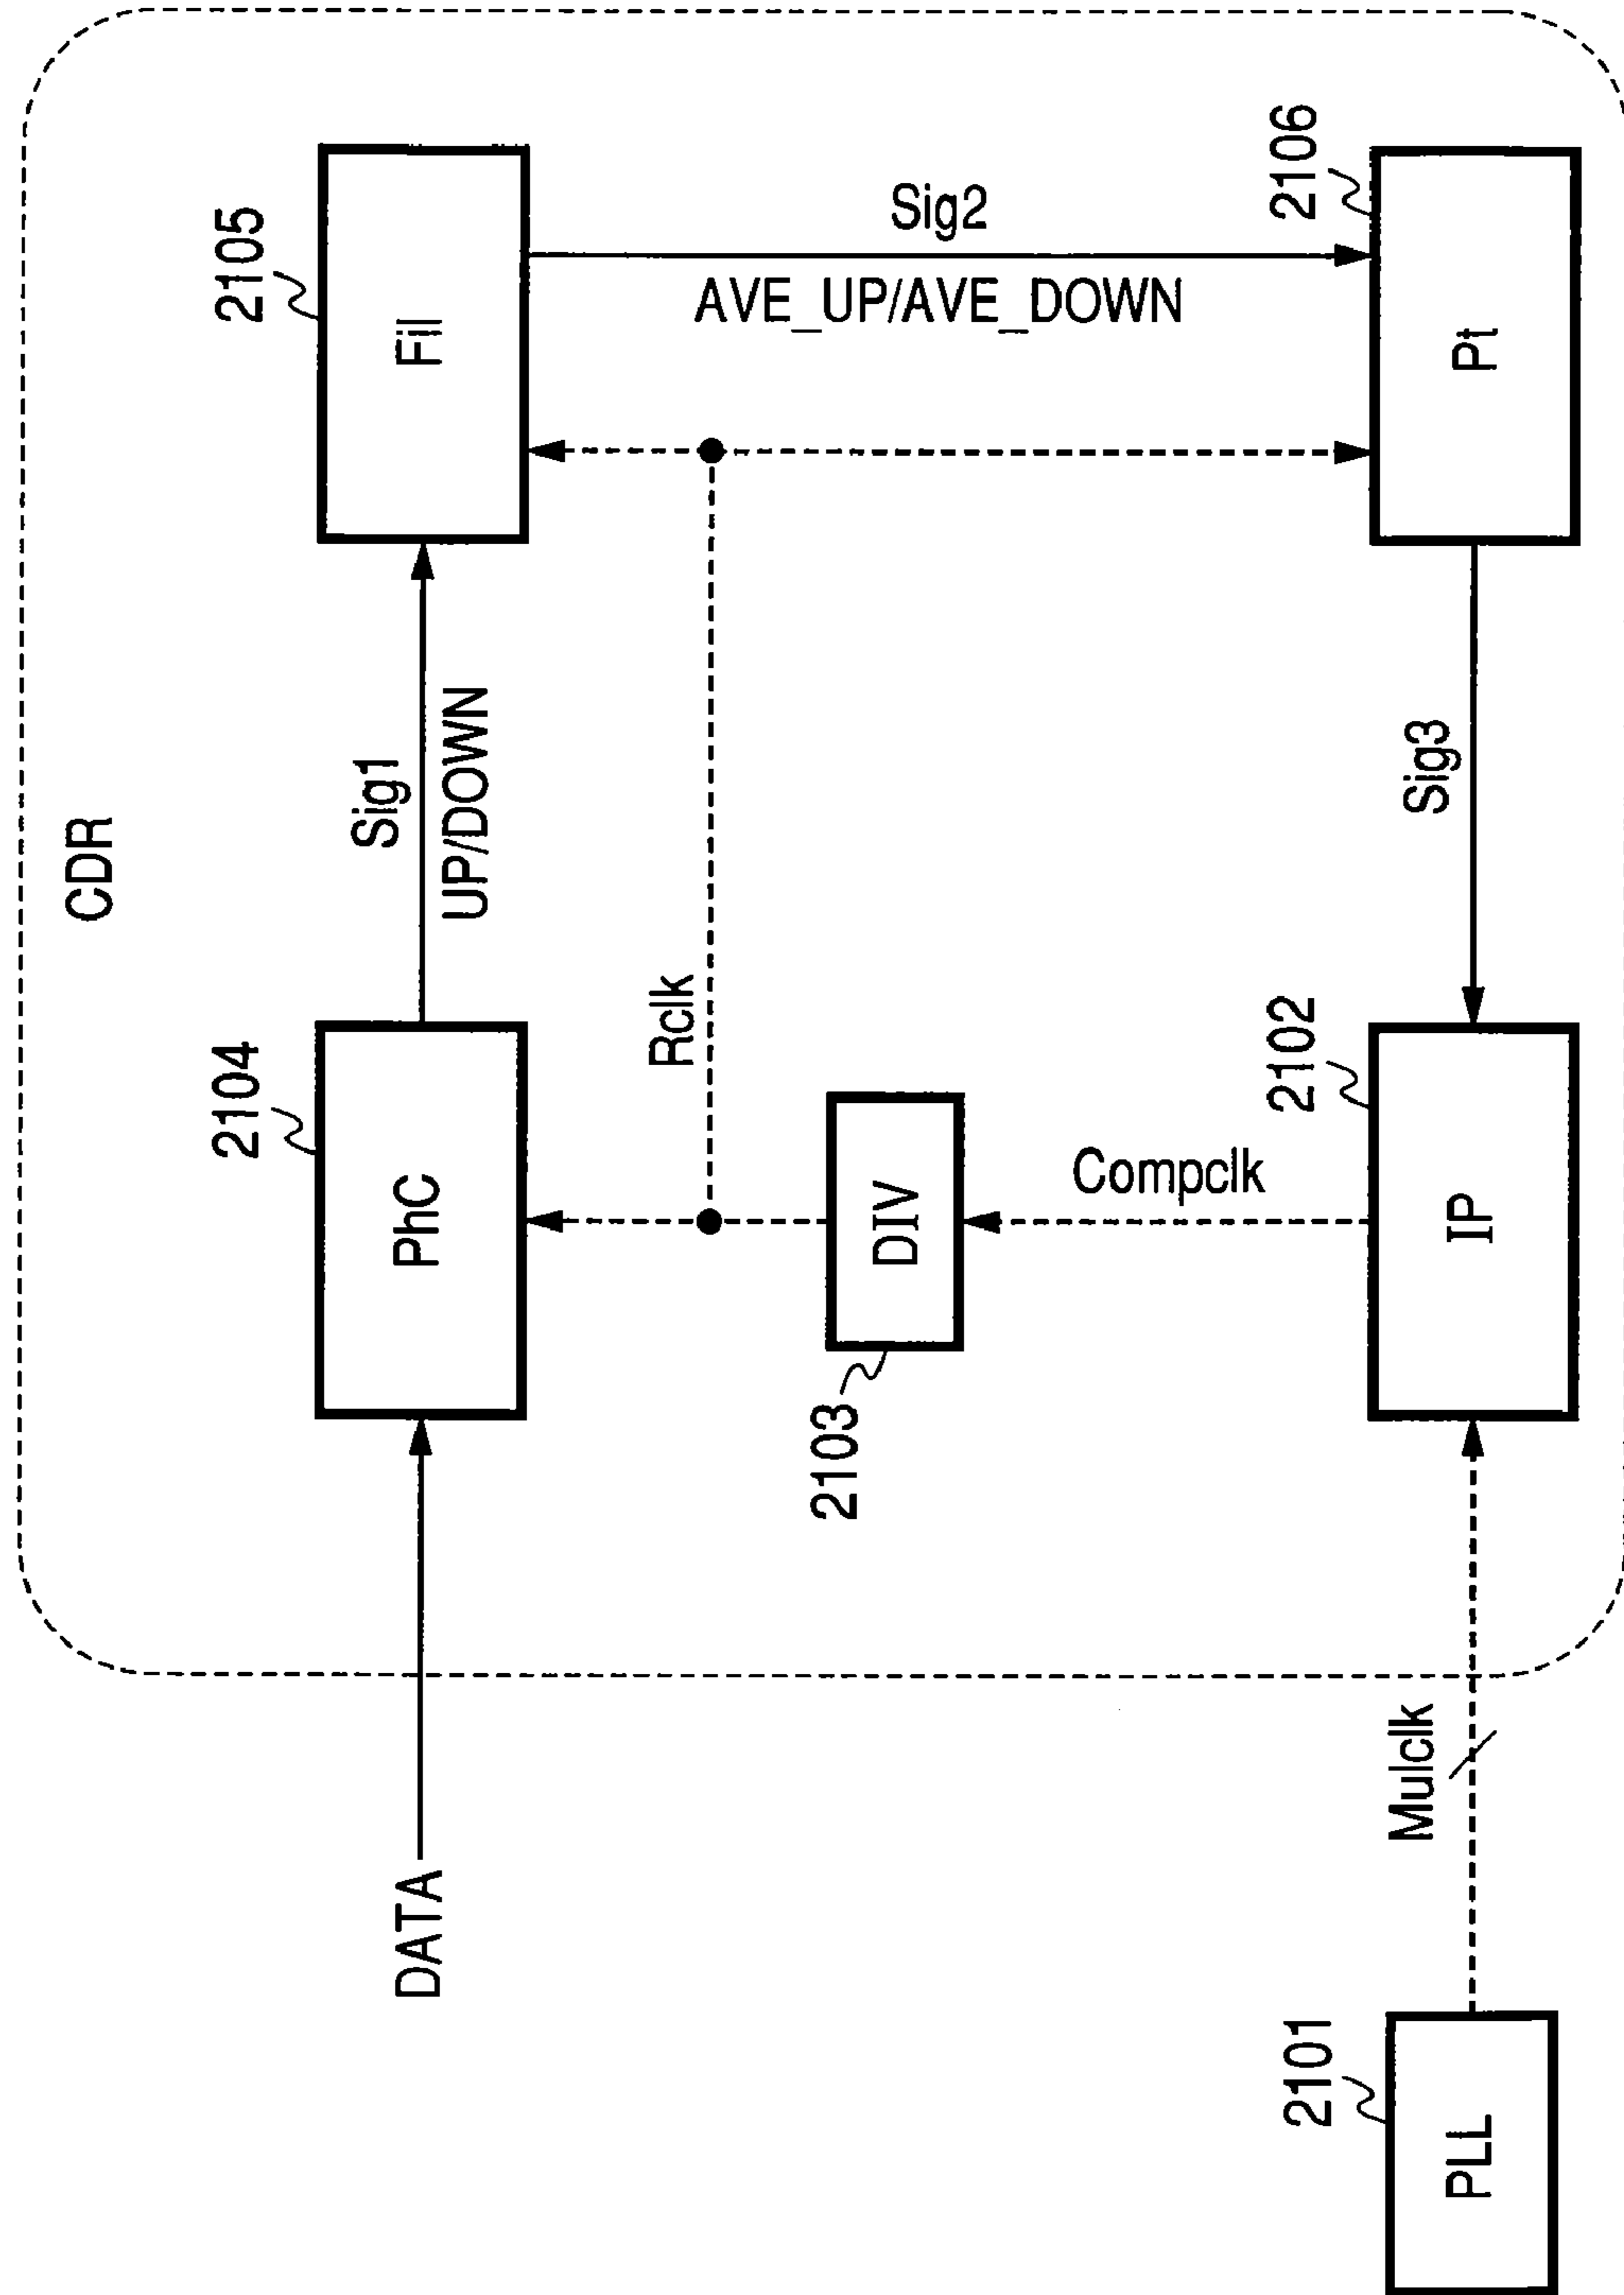 CDR
2104
PhC
Sig1
UP/DOWN
2105
Fil
DATA
Rclk
2103
DIV
Compclk
Sig2
AVE_UP/AVE_DOWN
2101
PLL
Mulclk
2102
IP
Sig3
2106
Pt